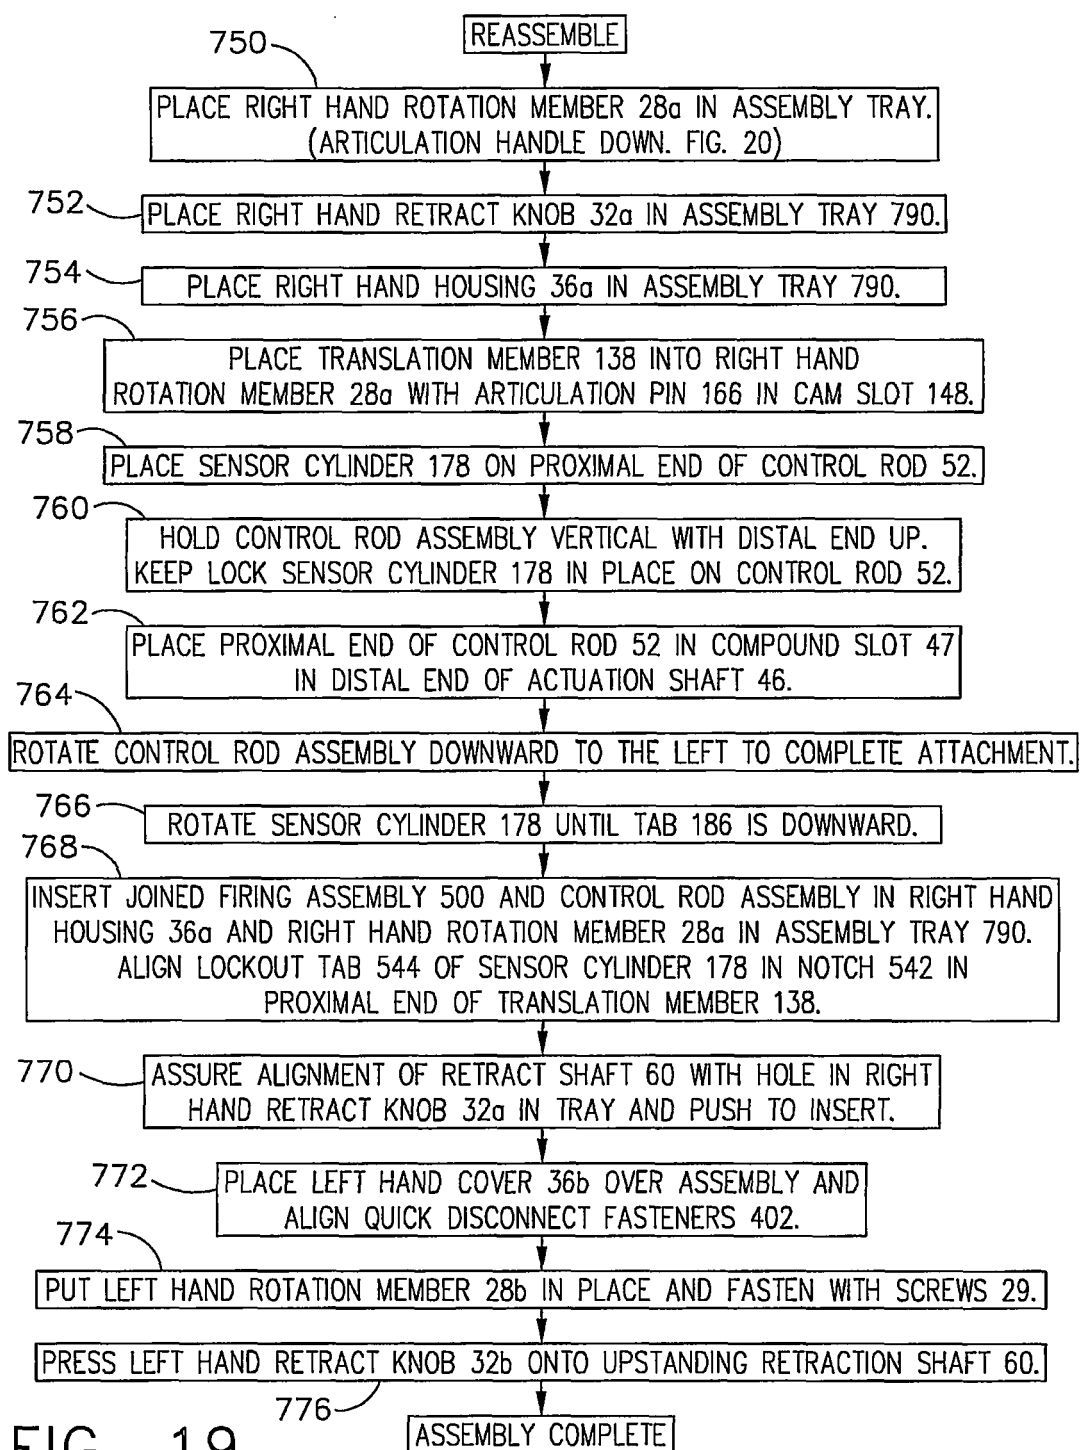 REASSEMBLE
750
PLACE RIGHT HAND ROTATION MEMBER 28a IN ASSEMBLY TRAY.
(ARTICULATION HANDLE DOWN. FIG. 20)
752
PLACE RIGHT HAND RETRACT KNOB 32a IN ASSEMBLY TRAY 790.
754
PLACE RIGHT HAND HOUSING 36a IN ASSEMBLY TRAY 790.
756
PLACE TRANSLATION MEMBER 138 INTO RIGHT HAND
ROTATION MEMBER 28a WITH ARTICULATION PIN 166 IN CAM SLOT 148.
758
PLACE SENSOR CYLINDER 178 ON PROXIMAL END OF CONTROL ROD 52.
760
HOLD CONTROL ROD ASSEMBLY VERTICAL WITH DISTAL END UP.
KEEP LOCK SENSOR CYLINDER 178 IN PLACE ON CONTROL ROD 52.
762
PLACE PROXIMAL END OF CONTROL ROD 52 IN COMPOUND SLOT 47
IN DISTAL END OF ACTUATION SHAFT 46.
764
ROTATE CONTROL ROD ASSEMBLY DOWNWARD TO THE LEFT TO COMPLETE ATTACHMENT.
766
ROTATE SENSOR CYLINDER 178 UNTIL TAB 186 IS DOWNWARD.
768
INSERT JOINED FIRING ASSEMBLY 500 AND CONTROL ROD ASSEMBLY IN RIGHT HAND
HOUSING 36a AND RIGHT HAND ROTATION MEMBER 28a IN ASSEMBLY TRAY 790.
ALIGN LOCKOUT TAB 544 OF SENSOR CYLINDER 178 IN NOTCH 542 IN
PROXIMAL END OF TRANSLATION MEMBER 138.
770
ASSURE ALIGNMENT OF RETRACT SHAFT 60 WITH HOLE IN RIGHT
HAND RETRACT KNOB 32a IN TRAY AND PUSH TO INSERT.
772
PLACE LEFT HAND COVER 36b OVER ASSEMBLY AND
ALIGN QUICK DISCONNECT FASTENERS 402.
774
PUT LEFT HAND ROTATION MEMBER 28b IN PLACE AND FASTEN WITH SCREWS 29.
PRESS LEFT HAND RETRACT KNOB 32b ONTO UPSTANDING RETRACTION SHAFT 60.
776
ASSEMBLY COMPLETE
FIG. 19